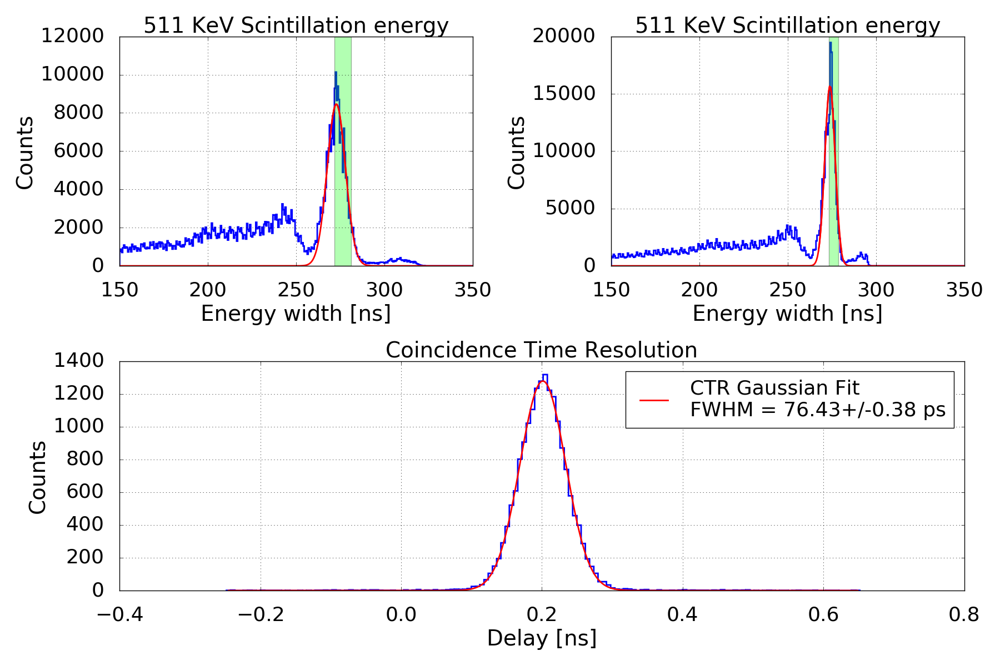 511 KeV Scintillation energy
12000
10000
8000
6000
4000
2000
0
Counts
150 200 250 300 350
Energy width [ns]
511 KeV Scintillation energy
20000
15000
10000
5000
0
Counts
150 200 250 300 350
Energy width [ns]
Coincidence Time Resolution
1400
1200
1000
800
600
400
200
0
Counts
CTR Gaussian Fit
FWHM = 76.43+/-0.38 ps
−0.4 −0.2 0.0 0.2 0.4 0.6 0.8
Delay [ns]